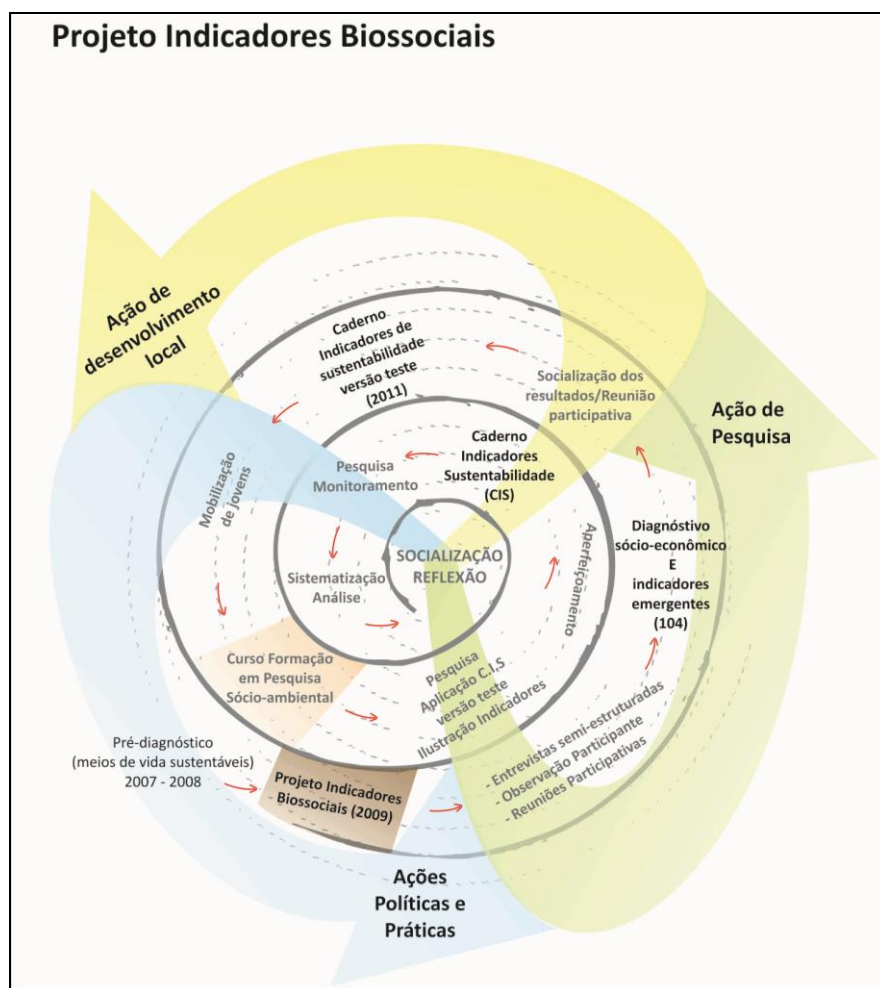 Projeto Indicadores Biossociais
Ação de
desenvolvimento
local
Caderno
Indicadores de
sustentabilidade
versão teste
(2011)
Socialização dos
resultados/Reunião
participativa
Ação de
Pesquisa
Caderno
Indicadores
Sustentabilidade
(CIS)
Pesquisa
Monitoramento
Mobilização
de jovens
SOCIALIZAÇÃO
REFLEXÃO
Aperfeiçoamento
Diagnóstivo
sócio-econômico
E
indicadores
emergentes
(104)
Sistematização
Análise
Curso Formação
em Pesquisa
Sócio-ambiental
Pesquisa
Aplicação C.I.S
versão teste
Ilustração Indicadores
Pré-diagnóstico
(meios de vida sustentáveis)
2007 - 2008
Projeto Indicadores
Biossociais (2009)
- Entrevistas semi-estruturadas
- Observação Participante
- Reuniões Participativas
Ações
Políticas e
Práticas